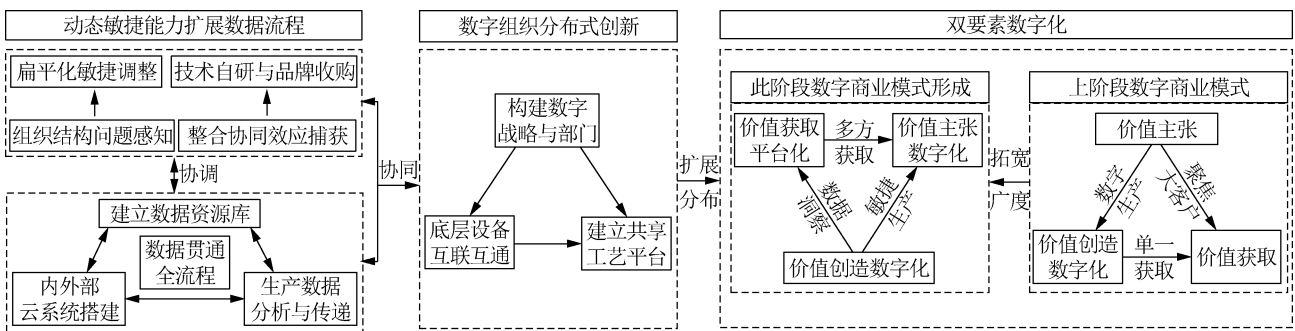 动态敏捷能力扩展数据流程
扁平化敏捷调整
技术自研与品牌收购
组织结构问题感知
整合协同效应捕获
协调
建立数据资源库
数据贯通
全流程
内外部
云系统搭建
生产数据
分析与传递
协同
数字组织分布式创新
构建数字
战略与部门
底层设备
互联互通
建立共享
工艺平台
扩展
分布
双要素数字化
此阶段数字商业模式形成
价值获取
平台化
多方
获取
价值主张
数字化
数据
洞察
敏捷
生产
价值创造数字化
拓宽
广度
上阶段数字商业模式
价值主张
数字
生产
聚焦
大客户
价值创造
数字化
单一
获取
价值获取